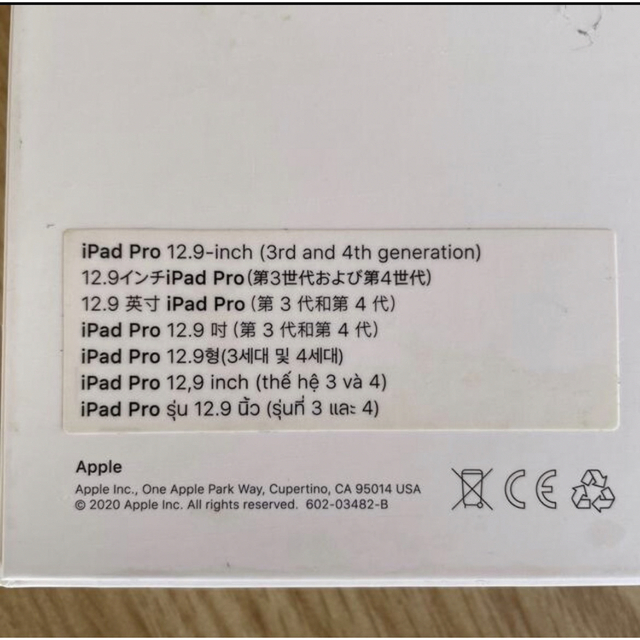 iPad Pro 12.9-inch (3rd and 4th generation)
12.9インチiPad Pro(第3世代および第4世代)
12.9 英寸 iPad Pro（第 3 代和第 4 代）
iPad Pro 12.9 吋（第 3 代和第 4 代）
iPad Pro 12.9형(3세대 및 4세대)
iPad Pro 12,9 inch (thế hệ 3 và 4)
iPad Pro รุ่น 12.9 นิ้ว (รุ่นที่ 3 และ 4)
Apple
Apple Inc., One Apple Park Way, Cupertino, CA 95014 USA
© 2020 Apple Inc. All rights reserved. 602-03482-B
CE